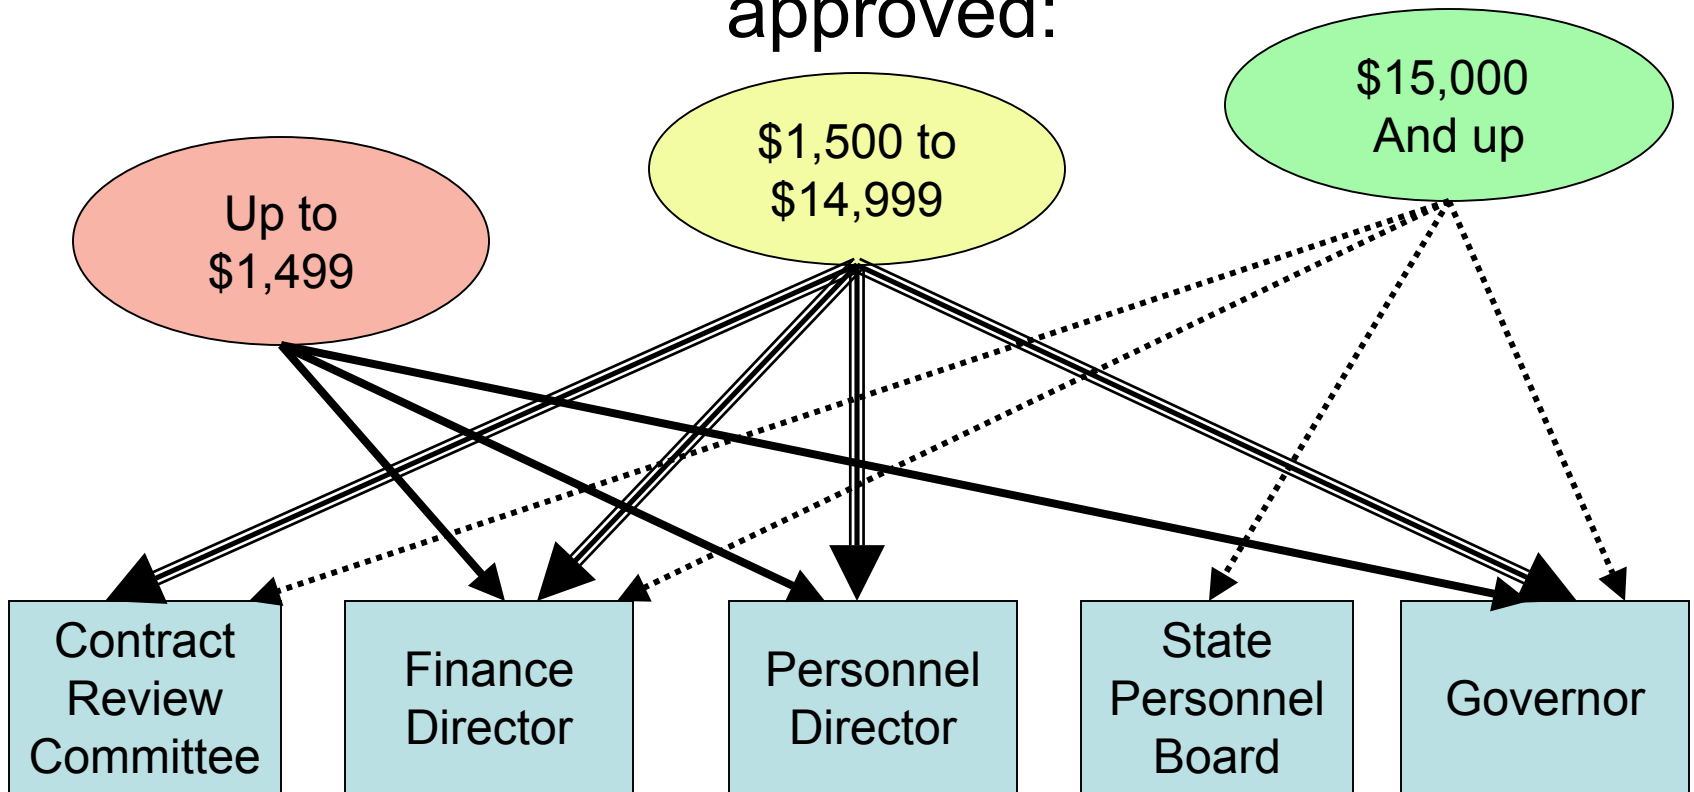 approved:
$15,000
And up
$1,500 to
$14,999
Up to
$1,499
Contract
Review
Committee
Finance
Director
Personnel
Director
State
Personnel
Board
Governor